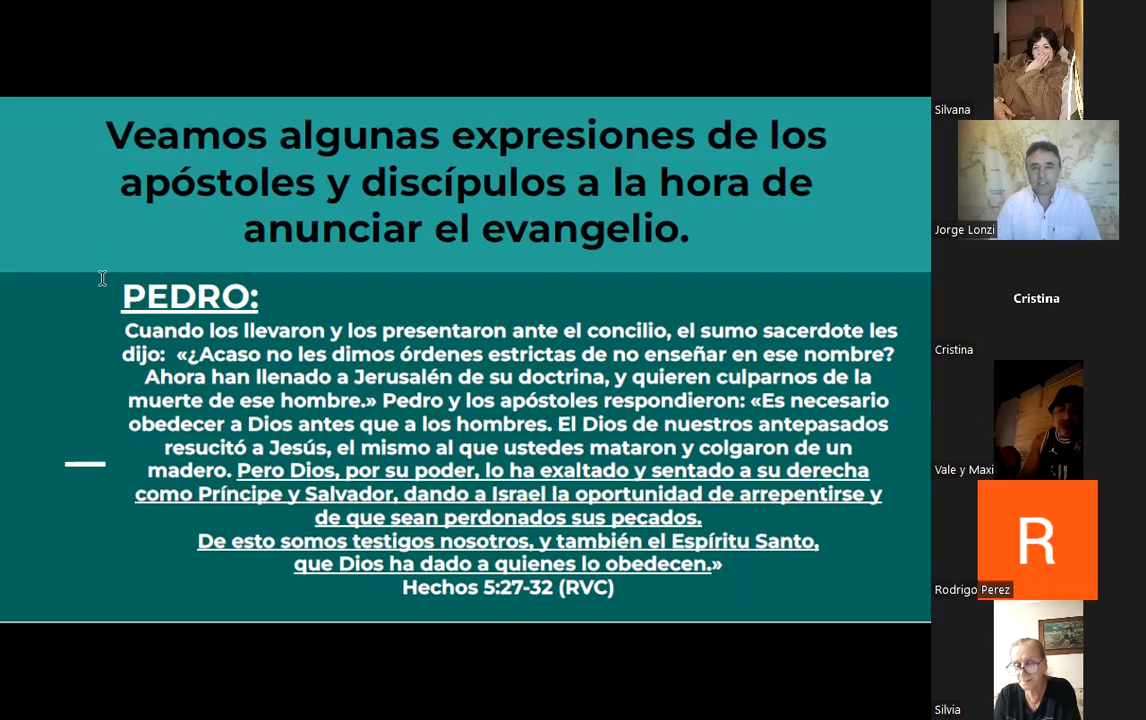 Veamos algunas expresiones de los
apóstoles y discípulos a la hora de
anunciar el evangelio.
PEDRO:
Cuando los llevaron y los presentaron ante el concilio, el sumo sacerdote les
dijo: «¿Acaso no les dimos órdenes estrictas de no enseñar en ese nombre?
Ahora han llenado a Jerusalén de su doctrina, y quieren culparnos de la
muerte de ese hombre.» Pedro y los apóstoles respondieron: «Es necesario
obedecer a Dios antes que a los hombres. El Dios de nuestros antepasados
resucitó a Jesús, el mismo al que ustedes mataron y colgaron de un
madero. Pero Dios, por su poder, lo ha exaltado y sentado a su derecha
como Príncipe y Salvador, dando a Israel la oportunidad de arrepentirse y
de que sean perdonados sus pecados.
De esto somos testigos nosotros, y también el Espíritu Santo,
que Dios ha dado a quienes lo obedecen.»
Hechos 5:27-32 (RVC)
Silvana
Jorge Lonzi
Cristina
Cristina
Vale y Maxi
R
Rodrigo Perez
Silvia